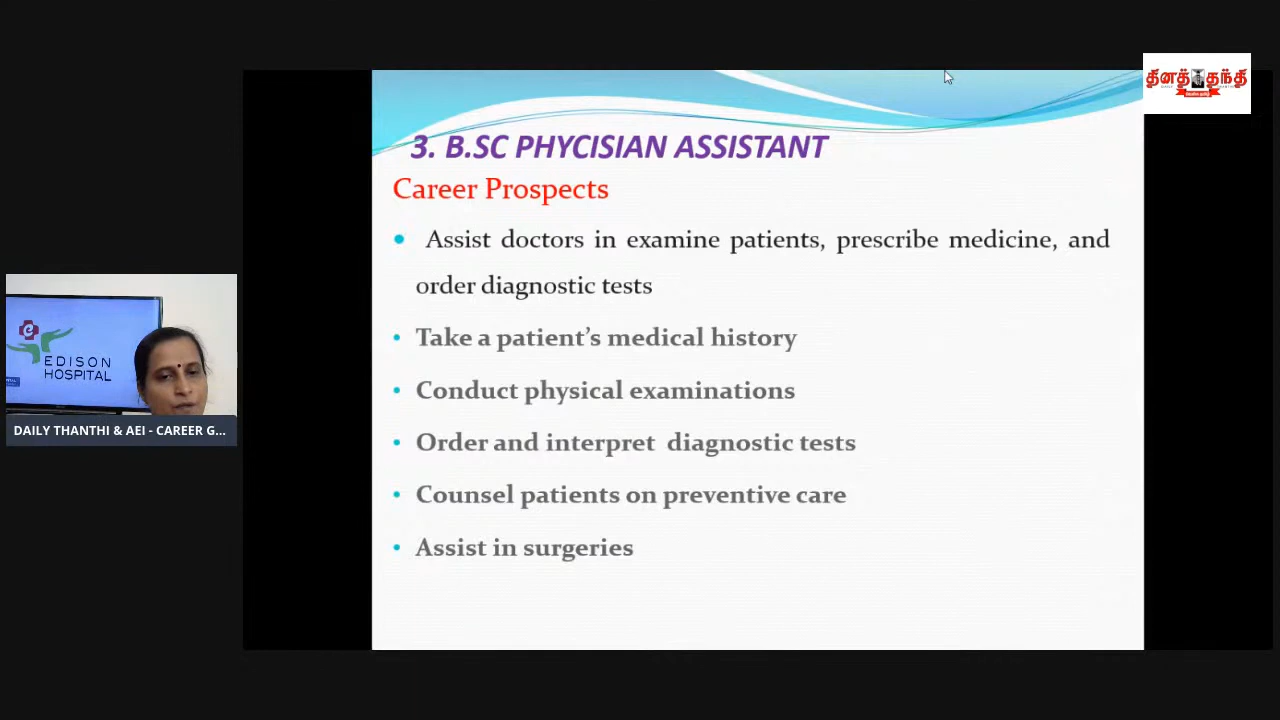 தினத்தந்தி
3. B.SC PHYCISIAN ASSISTANT
Career Prospects
Assist doctors in examine patients, prescribe medicine, and
order diagnostic tests
Take a patient’s medical history
Conduct physical examinations
Order and interpret diagnostic tests
Counsel patients on preventive care
Assist in surgeries
e
EDISON
HOSPITAL
DAILY THANTHI & AEI - CAREER G...